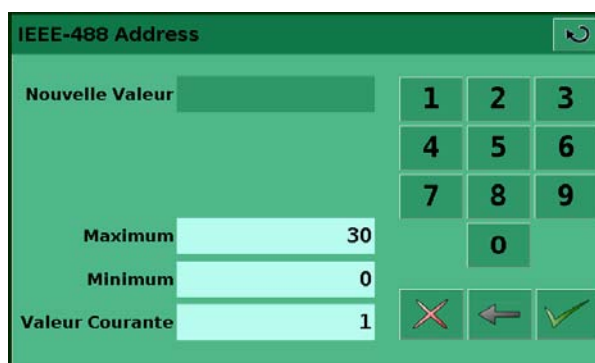 IEEE-488 Address
Nouvelle Valeur
1 2 3
4 5 6
7 8 9
0
Maximum 30
Minimum 0
Valeur Courante 1